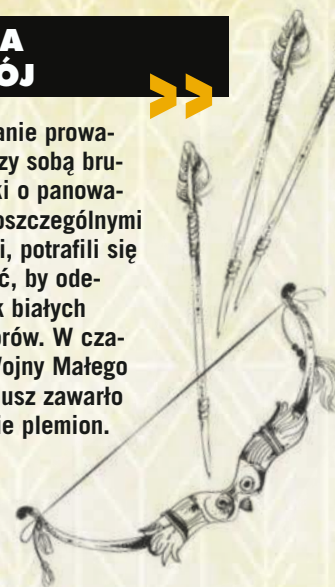 A
ÓJ
anie prowa-
zy sobą bru-
ki o panowa-
oszczególnymi
i, potrafili się
ć, by ode-
k białych
rów. W cza-
Vojny Małego
usz zawarło
ie plemion.